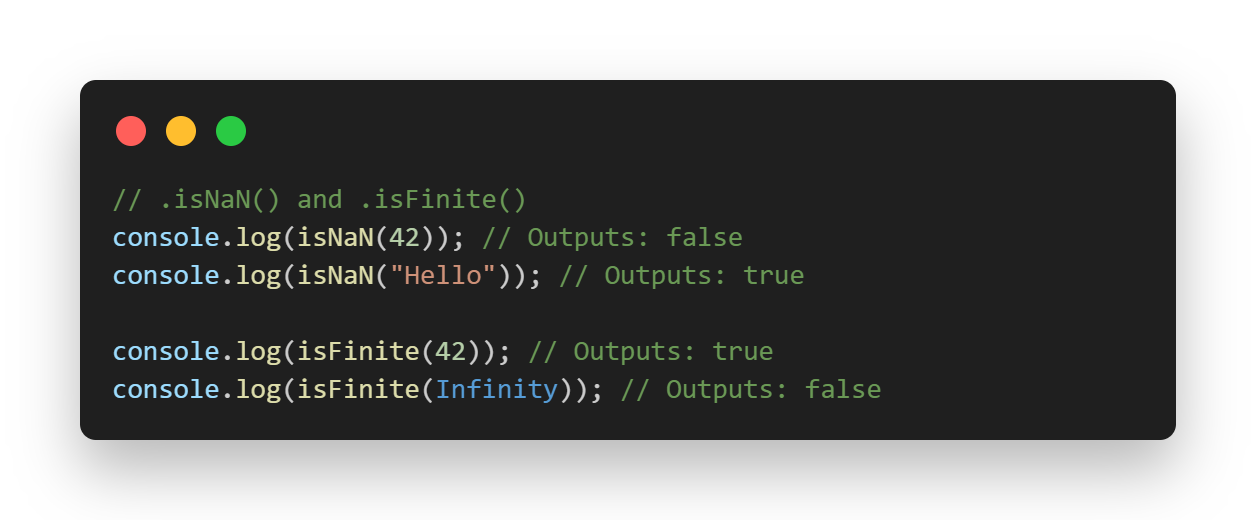 // .isNaN() and .isFinite()
console.log(isNaN(42)); // Outputs: false
console.log(isNaN("Hello")); // Outputs: true
console.log(isFinite(42)); // Outputs: true
console.log(isFinite(Infinity)); // Outputs: false